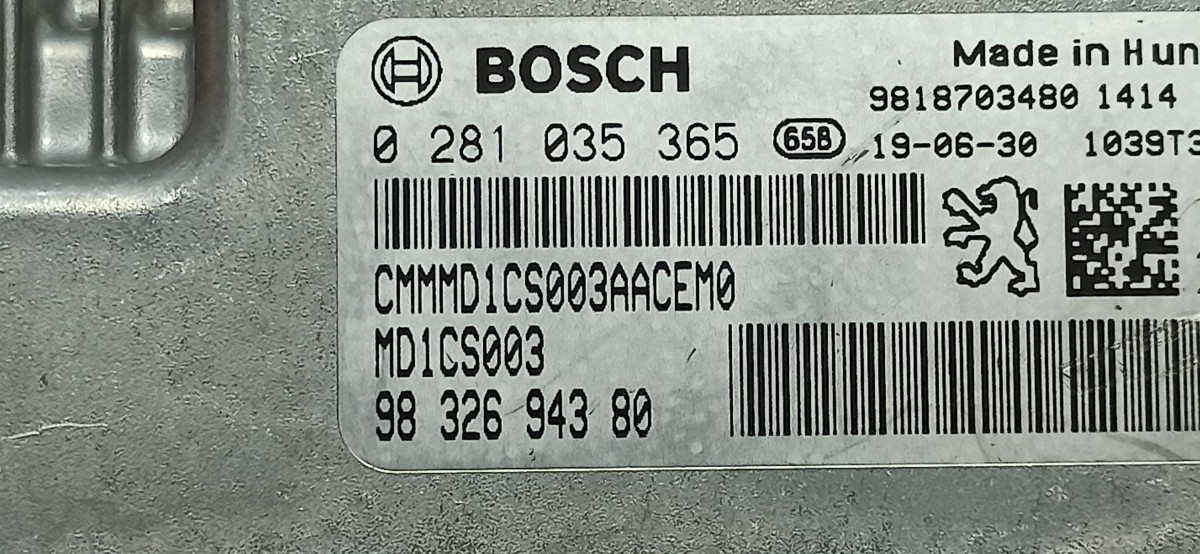 BOSCH
Made in Hun
9818703480 1414
0 281 035 365 65B 19-06-30 1039T3
CMMMD1CS003AACEM0
MD1CS003
98 326 943 80